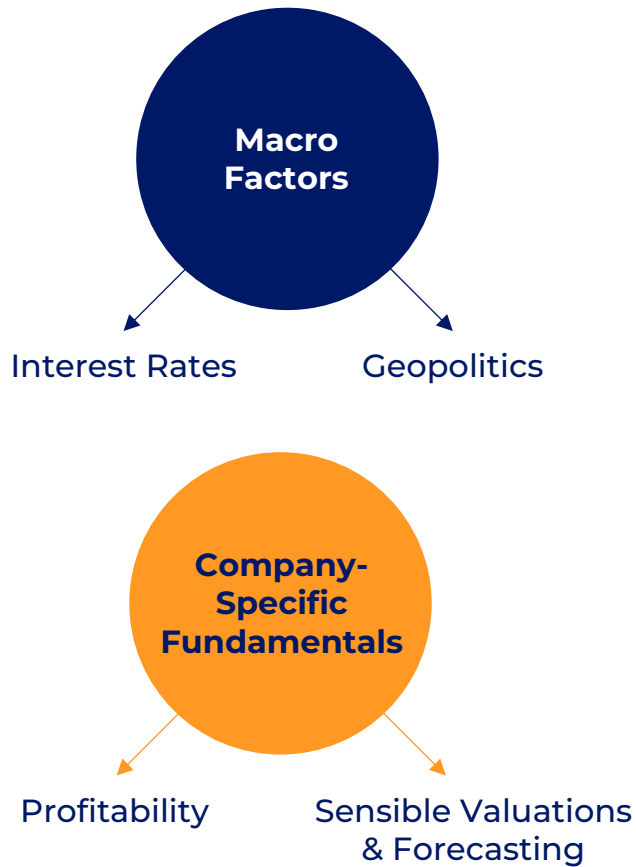 Macro
Factors
Interest Rates
Geopolitics
Company-
Specific
Fundamentals
Profitability
Sensible Valuations
& Forecasting